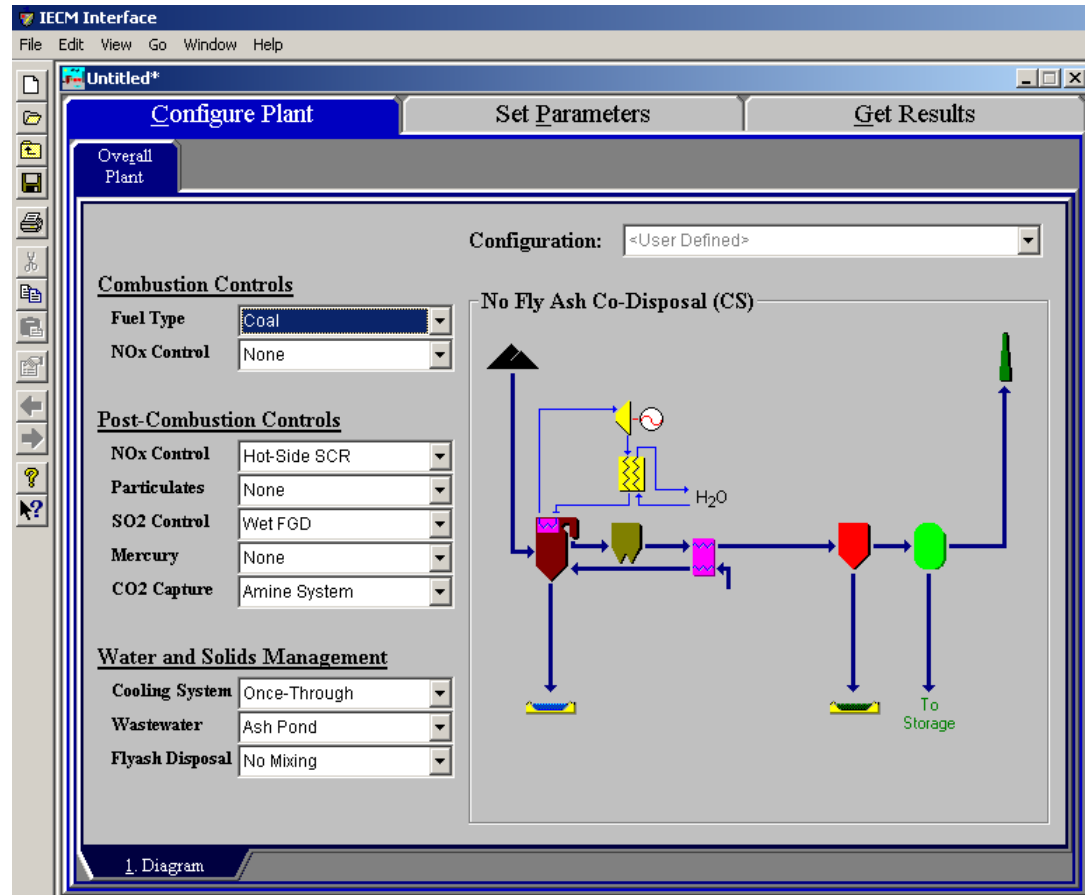 IECM Interface
File Edit View Go Window Help
Untitled*
Configure Plant Set Parameters Get Results
Overall
Plant
Configuration: <User Defined>
Combustion Controls
Fuel Type Coal
NOx Control None
Post-Combustion Controls
NOx Control Hot-Side SCR
Particulates None
SO2 Control Wet FGD
Mercury None
CO2 Capture Amine System
Water and Solids Management
Cooling System Once-Through
Wastewater Ash Pond
Flyash Disposal No Mixing
No Fly Ash Co-Disposal (CS)
H2O
To
Storage
1. Diagram